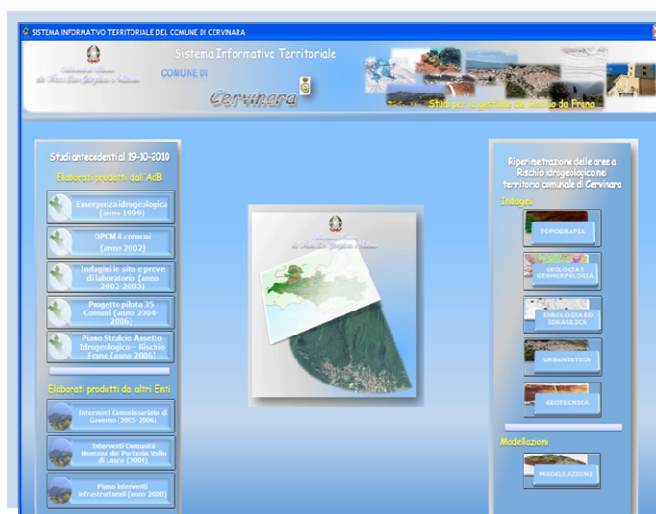 SISTEMA INFORMATIVO TERRITORIALE DEL COMUNE DI CERVINARA
Sistema Informativo Territoriale
COMUNE DI
Cervinara
Studi per la gestione del Rischio da Frana
Studi antecedenti al 19-10-2010
Elaborati prodotti dall'AdB
Emergenza idrogeologica
(anno 1999)
OPCM 6 comuni
(anno 2002)
Indagini in sito e prove
di laboratorio (anno
2002-2003)
Progetto pilota 35
Comuni (anno 2004-
2006)
Piano Stralcio Assetto
Idrogeologico - Rischio
Frane (anno 2006)
Elaborati prodotti da altri Enti
Interventi Commissariato di
Governo (2005-2006)
Interventi Comunità
Montana del Partenio Vallo
di Lauro (2004)
Piano interventi
infrastrutturali (anno 2000)
Riperimetrazione delle aree a
Rischio idrogeologico nel
territorio comunale di Cervinara
Indagini
TOPOGRAFIA
GEOLOGIA E
GEOMORFOLOGIA
IDROLOGIA ED
IDRAULICA
URBANISTICA
GEOTECNICA
Modellazioni
MODELLAZIONI